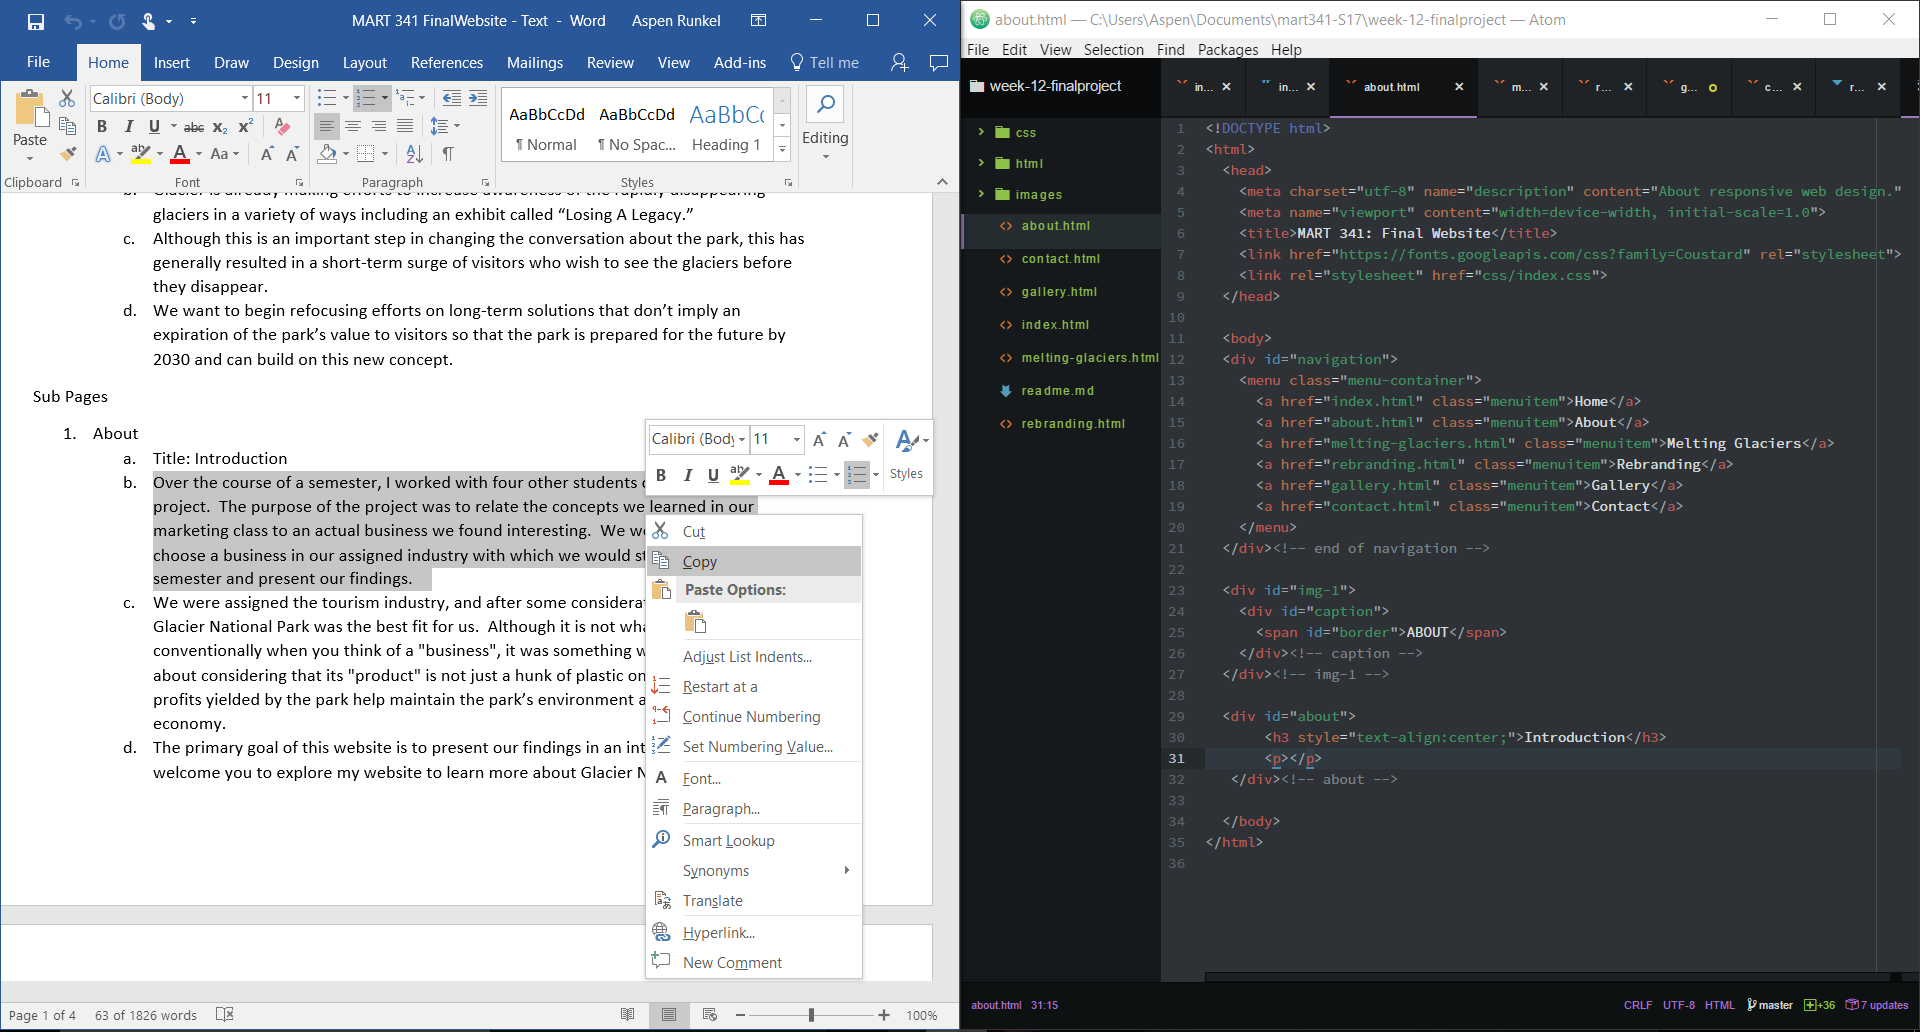 MART 341 FinalWebsite - Text - Word
Aspen Runkel
File Home Insert Draw Design Layout References Mailings Review View Add-ins Tell me
Paste
Calibri (Body) 11
B I U abc x₂ x²
A A Aa A A
AaBbCcDd AaBbCcDd AaBbCc
¶ Normal ¶ No Spac... Heading 1
Editing
Clipboard Font Paragraph Styles
glaciers in a variety of ways including an exhibit called “Losing A Legacy.”
c. Although this is an important step in changing the conversation about the park, this has
generally resulted in a short-term surge of visitors who wish to see the glaciers before
they disappear.
d. We want to begin refocusing efforts on long-term solutions that don’t imply an
expiration of the park’s value to visitors so that the park is prepared for the future by
2030 and can build on this new concept.
Sub Pages
1. About
a. Title: Introduction
b. Over the course of a semester, I worked with four other students
project. The purpose of the project was to relate the concepts we learned in our
marketing class to an actual business we found interesting. We
choose a business in our assigned industry with which we would
semester and present our findings.
c. We were assigned the tourism industry, and after some
Glacier National Park was the best fit for us. Although it is not
conventionally when you think of a "business", it was something
about considering that its "product" is not just a hunk of plastic
profits yielded by the park help maintain the park’s environment
economy.
d. The primary goal of this website is to present our findings in an
welcome you to explore my website to learn more about Glacier
Calibri (Body 11 A A
B I U A Styles
Cut
Copy
Paste Options:
Adjust List Indents...
Restart at a
Continue Numbering
Set Numbering Value...
Font...
Paragraph...
Smart Lookup
Synonyms
Translate
Hyperlink...
New Comment
Page 1 of 4 63 of 1826 words 100%
about.html — C:\Users\Aspen\Documents\mart341-S17\week-12-finalproject — Atom
File Edit View Selection Find Packages Help
week-12-finalproject
in... in... about.html m... r... g... c... r...
css
html
images
about.html
contact.html
gallery.html
index.html
melting-glaciers.html
readme.md
rebranding.html
1 <!DOCTYPE html>
2 <html>
3 <head>
4 <meta charset="utf-8" name="description" content="About responsive web design."
5 <meta name="viewport" content="width=device-width, initial-scale=1.0">
6 <title>MART 341: Final Website</title>
7 <link href="https://fonts.googleapis.com/css?family=Coustard" rel="stylesheet">
8 <link rel="stylesheet" href="css/index.css">
9 </head>
10
11 <body>
12 <div id="navigation">
13 <menu class="menu-container">
14 <a href="index.html" class="menuitem">Home</a>
15 <a href="about.html" class="menuitem">About</a>
16 <a href="melting-glaciers.html" class="menuitem">Melting Glaciers</a>
17 <a href="rebranding.html" class="menuitem">Rebranding</a>
18 <a href="gallery.html" class="menuitem">Gallery</a>
19 <a href="contact.html" class="menuitem">Contact</a>
20 </menu>
21 </div><!-- end of navigation -->
22
23 <div id="img-1">
24 <div id="caption">
25 <span id="border">ABOUT</span>
26 </div><!-- caption -->
27 </div><!-- img-1 -->
28
29 <div id="about">
30 <h3 style="text-align:center;">Introduction</h3>
31 <p></p>
32 </div><!-- about -->
33
34 </body>
35 </html>
36
about.html 31:15
CRLF UTF-8 HTML master +36 7 updates